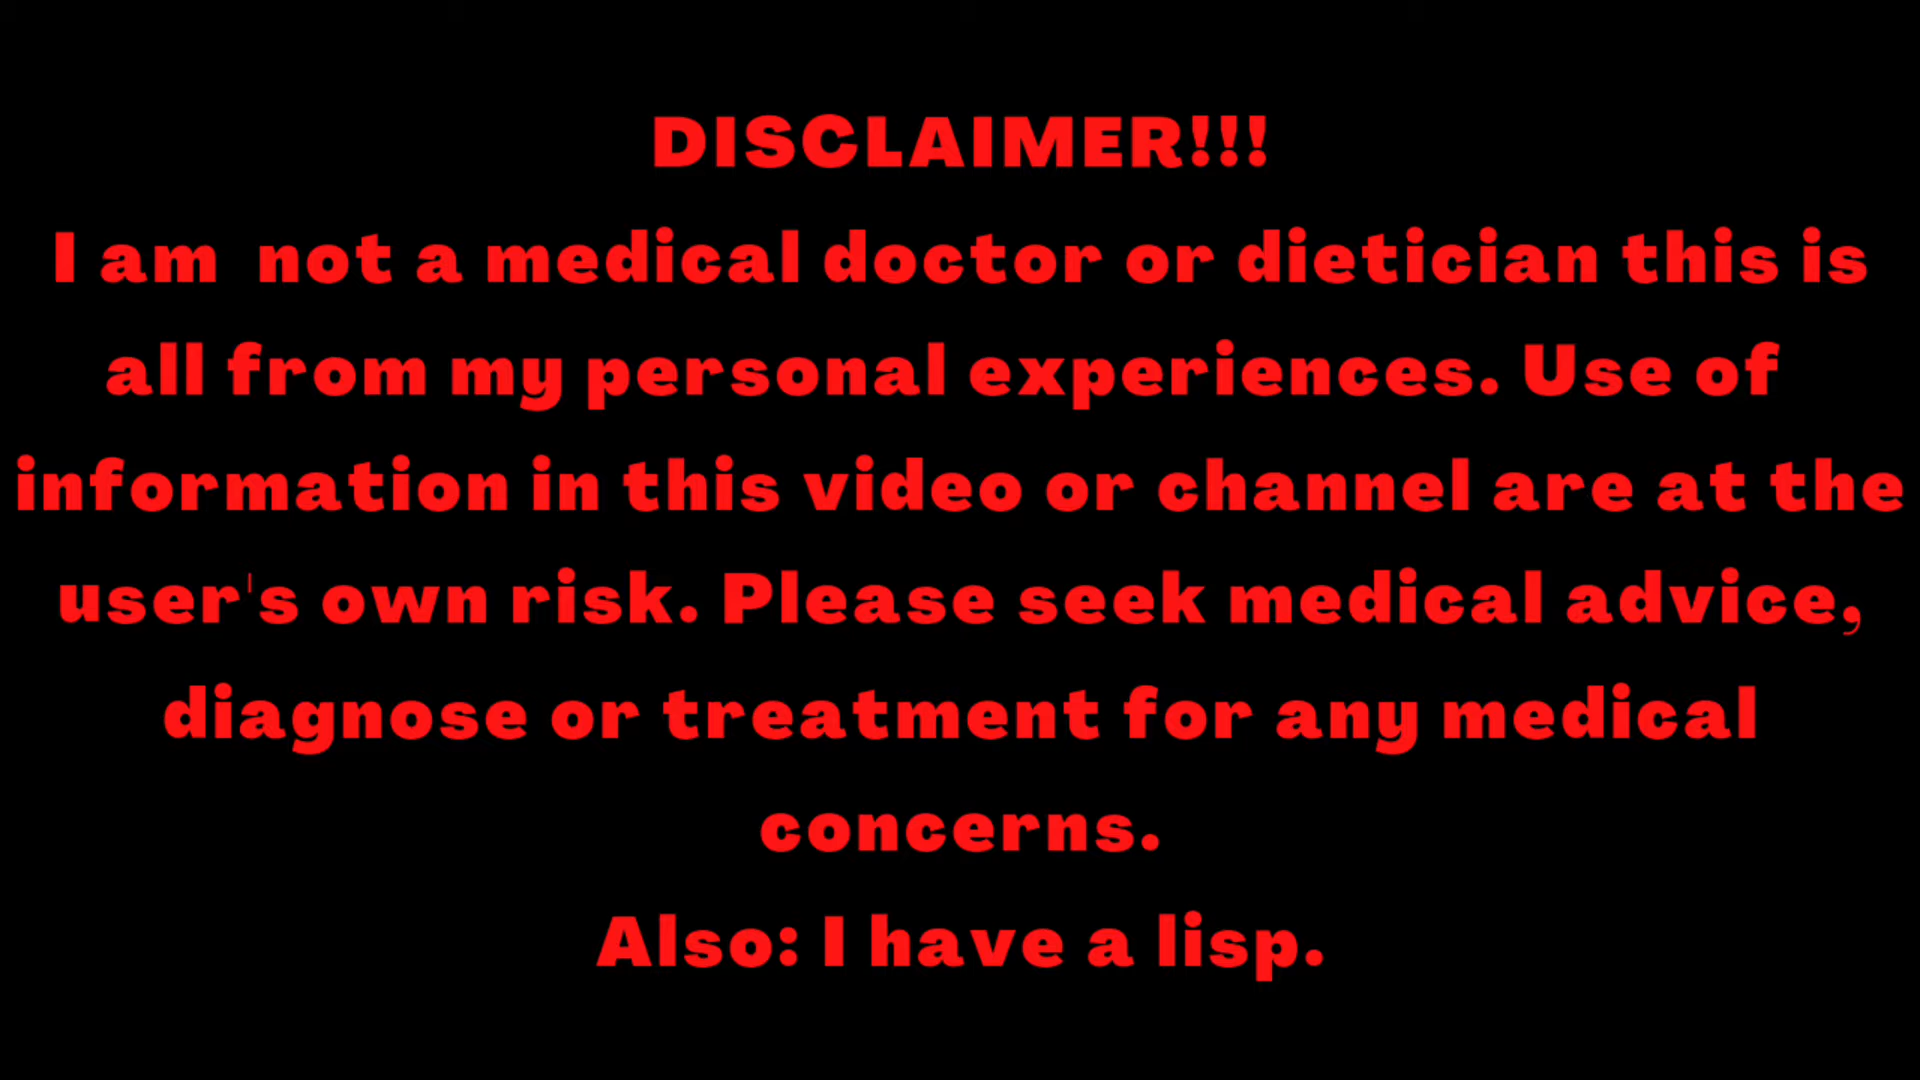 DISCLAIMER!!!
I am  not a medical doctor or dietician this is
all from my personal experiences. Use of
information in this video or channel are at the
user's own risk. Please seek medical advice,
diagnose or treatment for any medical
concerns.
Also: I have a lisp.